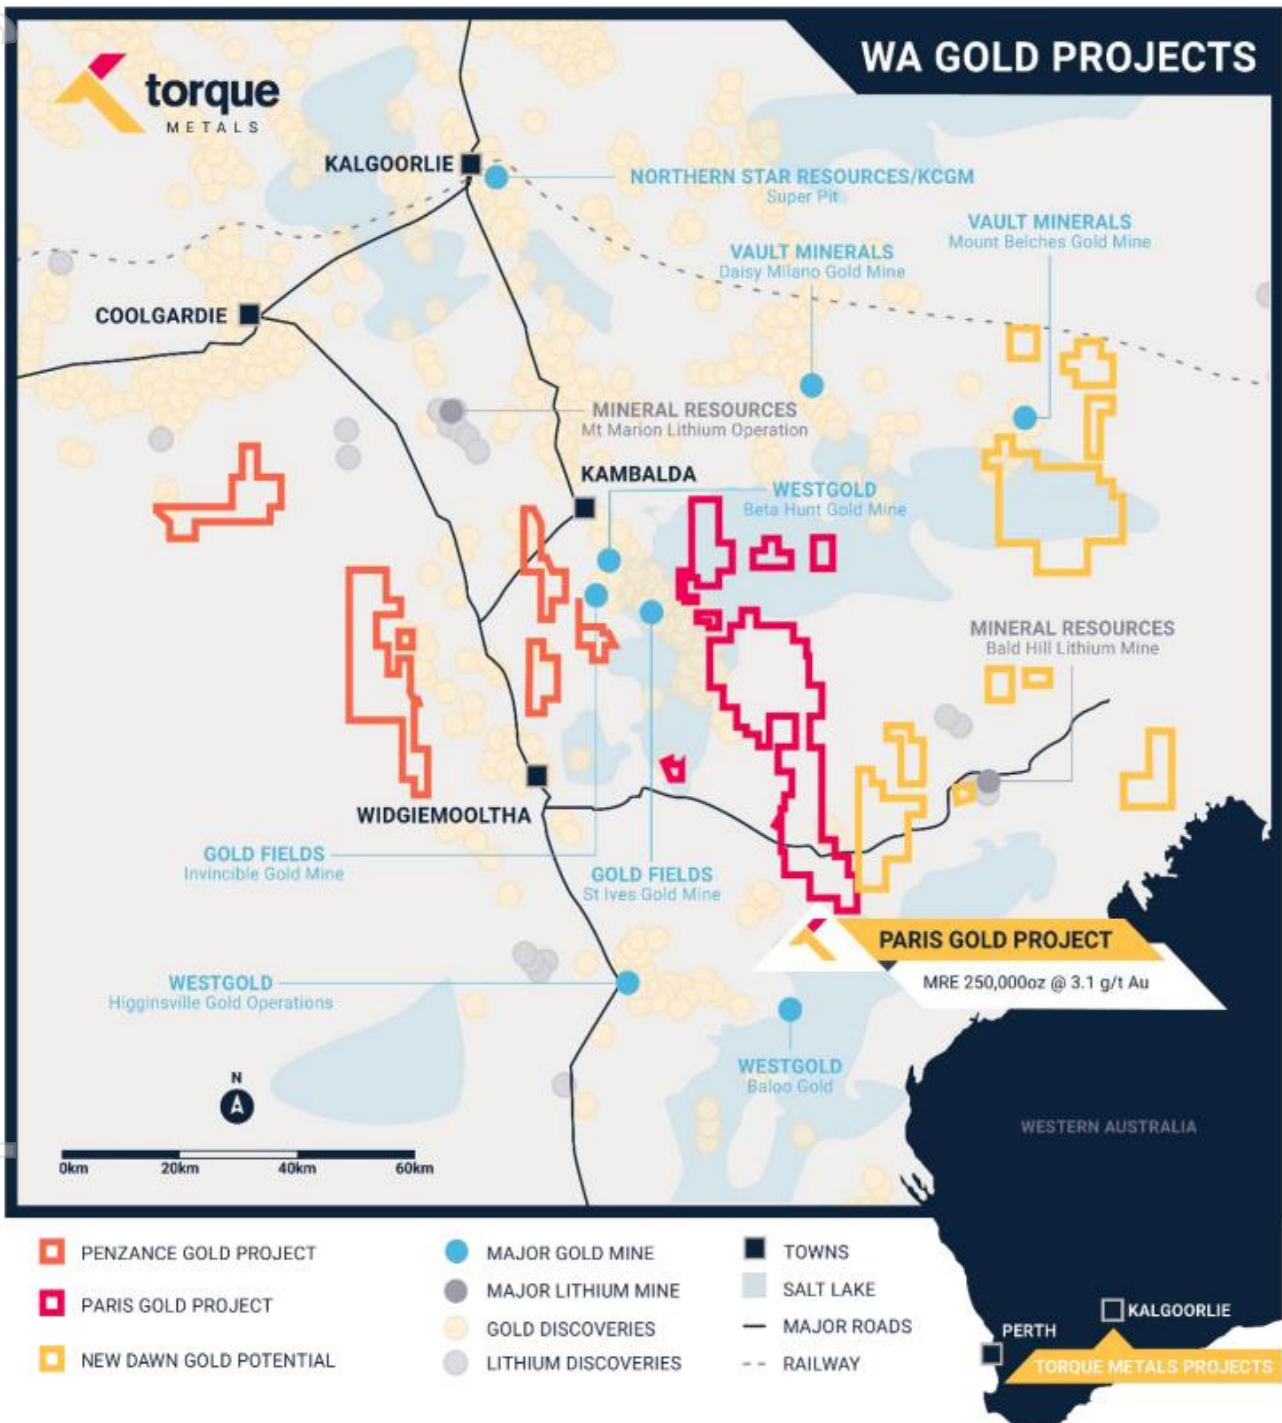 WA GOLD PROJECTS
torque
METALS
KALGOORLIE
NORTHERN STAR RESOURCES/KCGM
Super Pit
VAULT MINERALS
Mount Belches Gold Mine
VAULT MINERALS
Daisy Milano Gold Mine
COOLGARDIE
MINERAL RESOURCES
Mt Marion Lithium Operation
KAMBALDA
WESTGOLD
Beta Hunt Gold Mine
MINERAL RESOURCES
Bald Hill Lithium Mine
WIDGIEMOOLTHA
GOLD FIELDS
Invincible Gold Mine
GOLD FIELDS
St Ives Gold Mine
PARIS GOLD PROJECT
MRE 250,000oz @ 3.1 g/t Au
WESTGOLD
Higginsville Gold Operations
WESTGOLD
Baloo Gold
N
WESTERN AUSTRALIA
0km 20km 40km 60km
PENZANCE GOLD PROJECT
PARIS GOLD PROJECT
NEW DAWN GOLD POTENTIAL
MAJOR GOLD MINE
MAJOR LITHIUM MINE
GOLD DISCOVERIES
LITHIUM DISCOVERIES
TOWNS
SALT LAKE
MAJOR ROADS
RAILWAY
KALGOORLIE
PERTH
TORQUE METALS PROJECTS